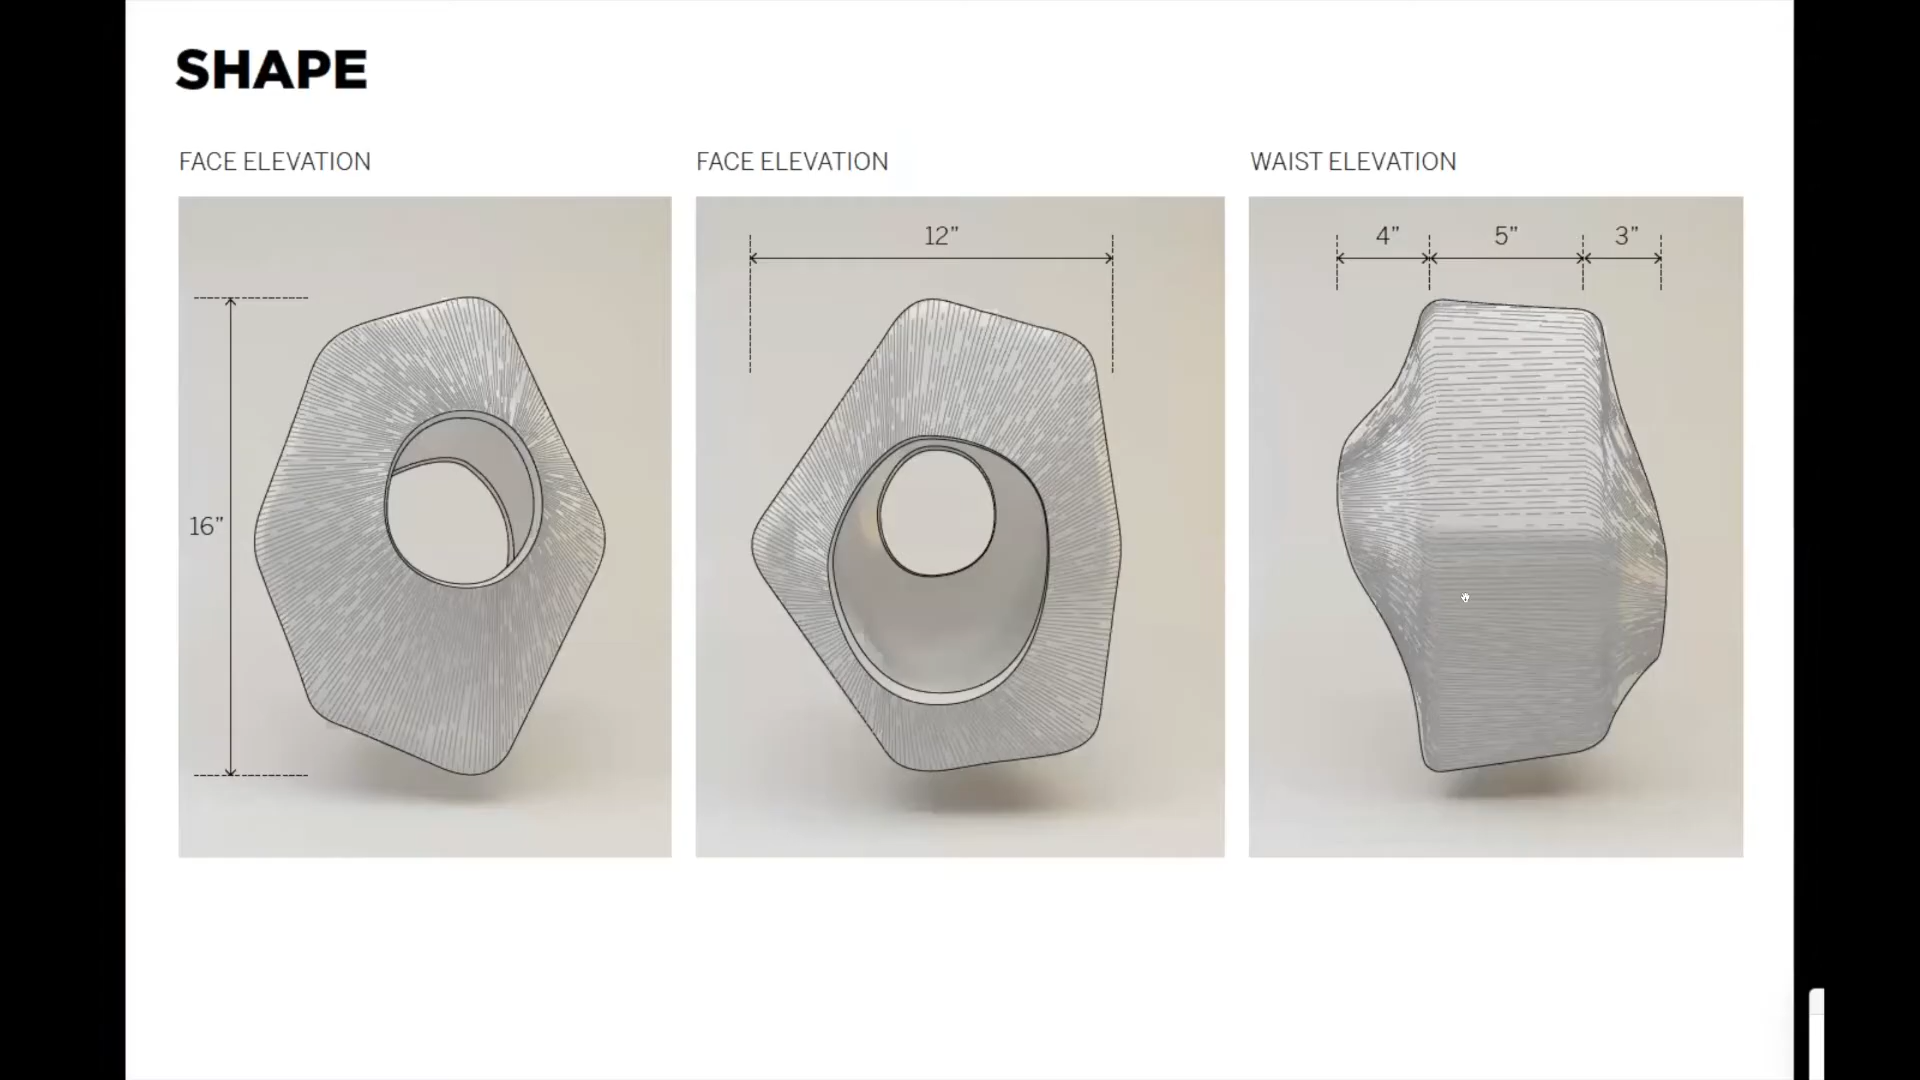 SHAPE
FACE ELEVATION
FACE ELEVATION
WAIST ELEVATION
16”
12”
4” 5” 3”